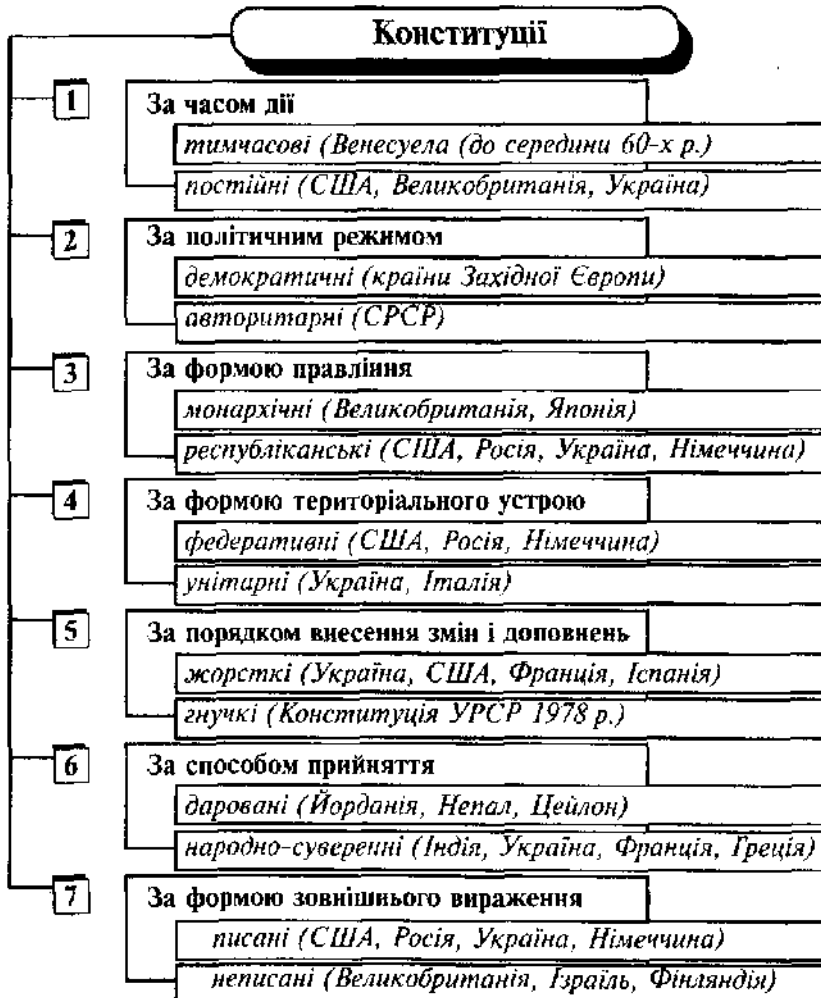 Конституції
1
За часом дії
тимчасові (Венесуела (до середини 60-х р.)
постійні (США, Великобританія, Україна)
2
За політичним режимом
демократичні (країни Західної Європи)
авторитарні (СРСР)
3
За формою правління
монархічні (Великобританія, Японія)
республіканські (США, Росія, Україна, Німеччина)
4
За формою територіального устрою
федеративні (США, Росія, Німеччина)
унітарні (Україна, Італія)
5
За порядком внесення змін і доповнень
жорсткі (Україна, США, Франція, Іспанія)
гнучкі (Конституція УРСР 1978 р.)
6
За способом прийняття
даровані (Йорданія, Непал, Цейлон)
народно-суверенні (Індія, Україна, Франція, Греція)
7
За формою зовнішнього вираження
писані (США, Росія, Україна, Німеччина)
неписані (Великобританія, Ізраїль, Фінляндія)